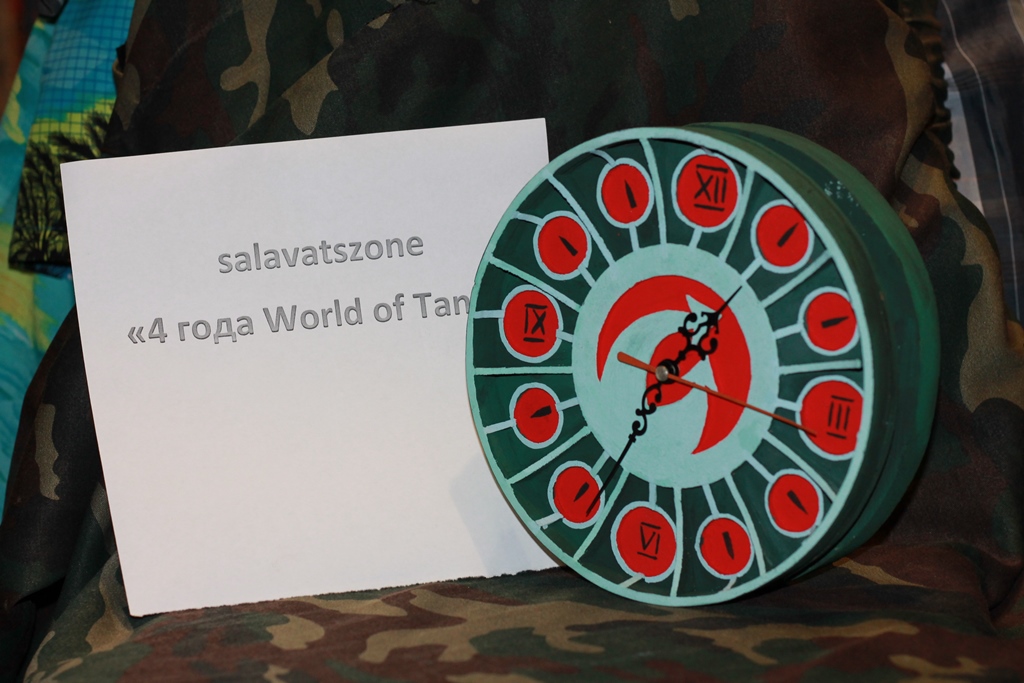 salavatszone
«4 года World of Tan
XII
III
VI
IX